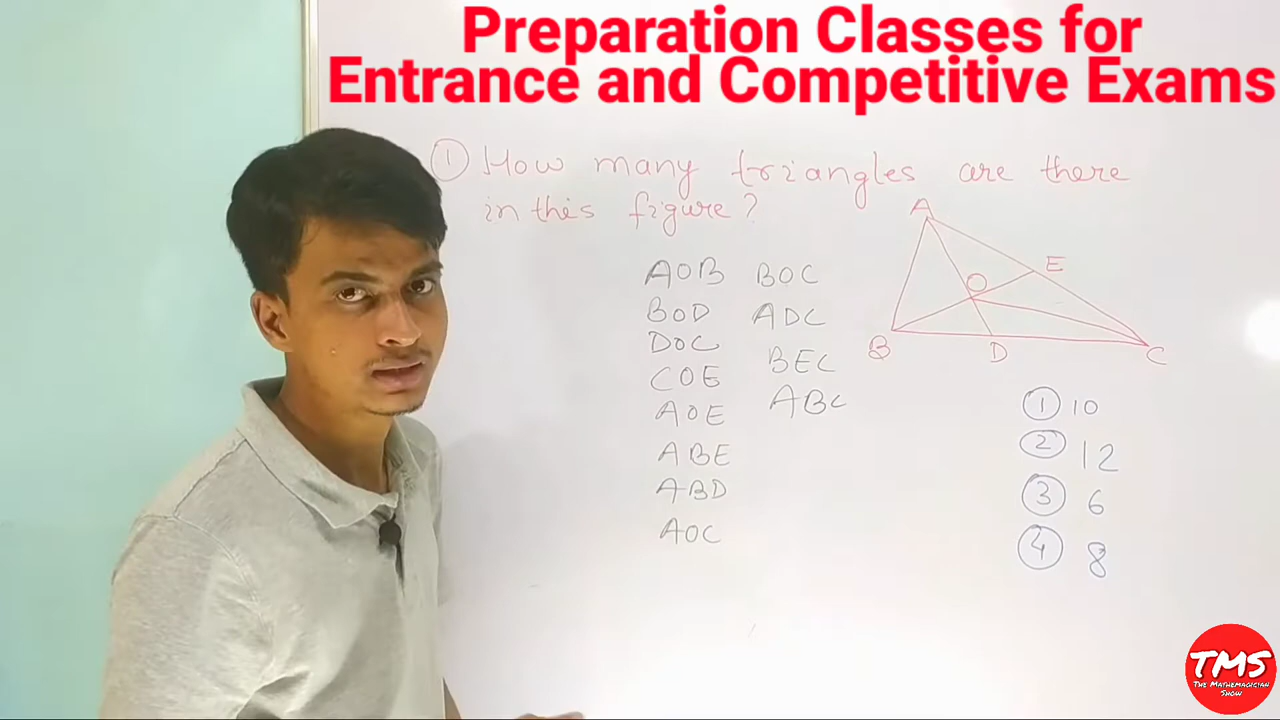 Preparation Classes for
Entrance and Competitive Exams
① How many triangles are there
in this figure?
A
E
O
B
D
C
AOB BOC
BOD ADC
DOC
COE BEC
AOE ABC
ABE
ABD
AOC
① 10
② 12
③ 6
④ 8
TMS
THE MATHEMAGICIAN
SHOW